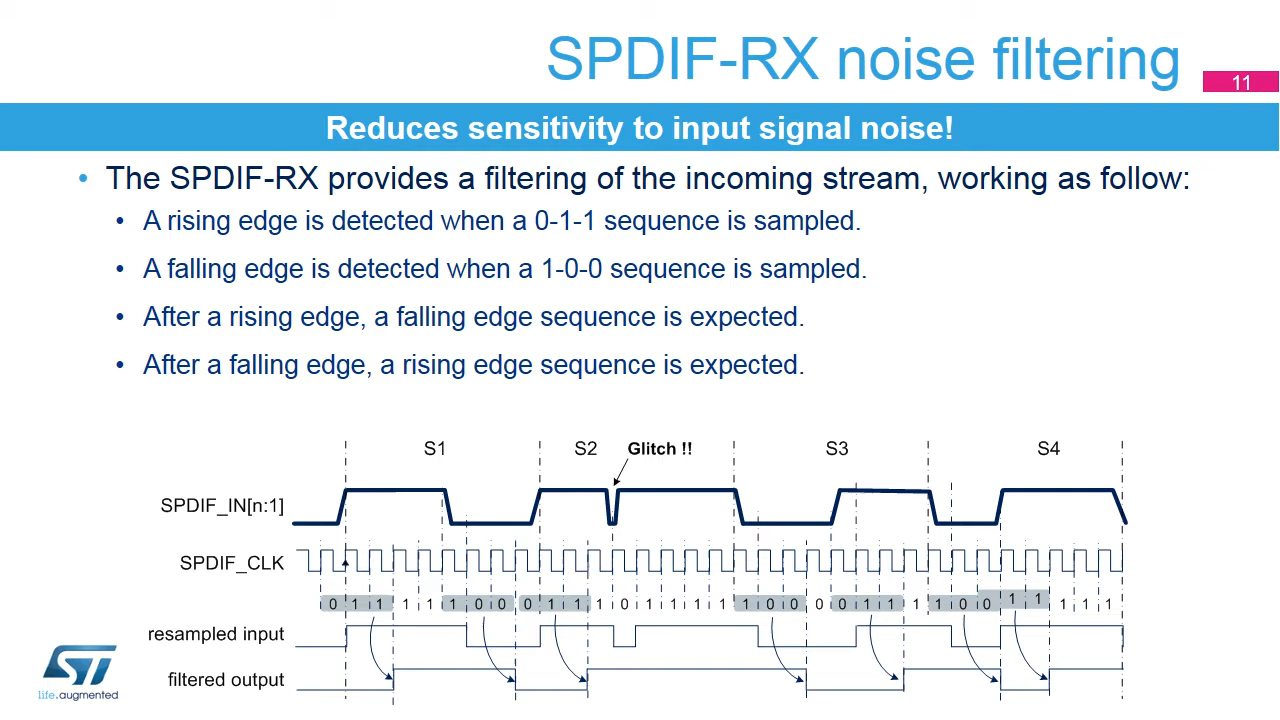 SPDIF-RX noise filtering
11
Reduces sensitivity to input signal noise!
• The SPDIF-RX provides a filtering of the incoming stream, working as follow:
• A rising edge is detected when a 0-1-1 sequence is sampled.
• A falling edge is detected when a 1-0-0 sequence is sampled.
• After a rising edge, a falling edge sequence is expected.
• After a falling edge, a rising edge sequence is expected.
S1 S2 Glitch !! S3 S4
SPDIF_IN[n:1]
SPDIF_CLK
0 1 1 1 1 1 0 0 0 1 1 1 0 1 1 1 1 1 0 0 0 0 1 1 1 1 0 0 1 1 1 1 1
resampled input
filtered output
ST
life.augmented